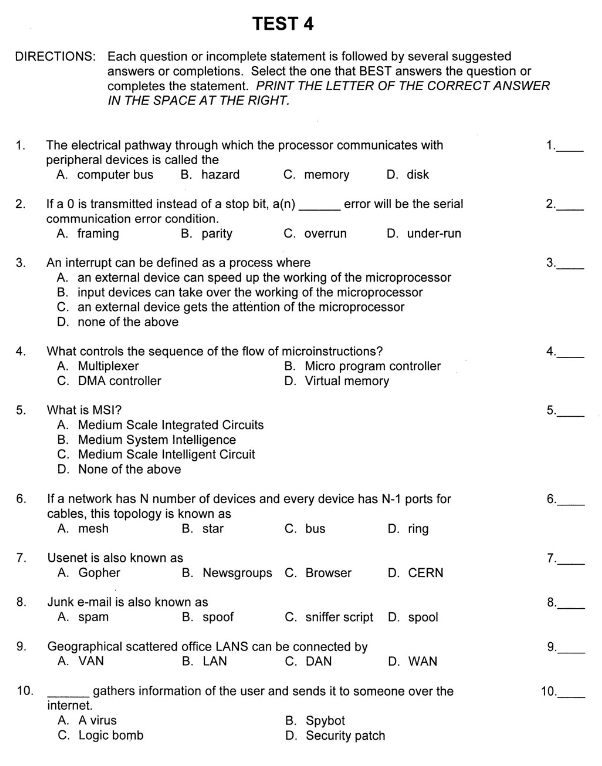 TEST 4
DIRECTIONS: Each question or incomplete statement is followed by several suggested
answers or completions. Select the one that BEST answers the question or
completes the statement. PRINT THE LETTER OF THE CORRECT ANSWER
IN THE SPACE AT THE RIGHT.
1. The electrical pathway through which the processor communicates with 1.____
peripheral devices is called the
A. computer bus B. hazard C. memory D. disk
2. If a 0 is transmitted instead of a stop bit, a(n) ______ error will be the serial 2.____
communication error condition.
A. framing B. parity C. overrun D. under-run
3. An interrupt can be defined as a process where 3.____
A. an external device can speed up the working of the microprocessor
B. input devices can take over the working of the microprocessor
C. an external device gets the attention of the microprocessor
D. none of the above
4. What controls the sequence of the flow of microinstructions? 4.____
A. Multiplexer B. Micro program controller
C. DMA controller D. Virtual memory
5. What is MSI? 5.____
A. Medium Scale Integrated Circuits
B. Medium System Intelligence
C. Medium Scale Intelligent Circuit
D. None of the above
6. If a network has N number of devices and every device has N-1 ports for 6.____
cables, this topology is known as
A. mesh B. star C. bus D. ring
7. Usenet is also known as 7.____
A. Gopher B. Newsgroups C. Browser D. CERN
8. Junk e-mail is also known as 8.____
A. spam B. spoof C. sniffer script D. spool
9. Geographical scattered office LANS can be connected by 9.____
A. VAN B. LAN C. DAN D. WAN
10. ______ gathers information of the user and sends it to someone over the 10.____
internet.
A. A virus B. Spybot
C. Logic bomb D. Security patch